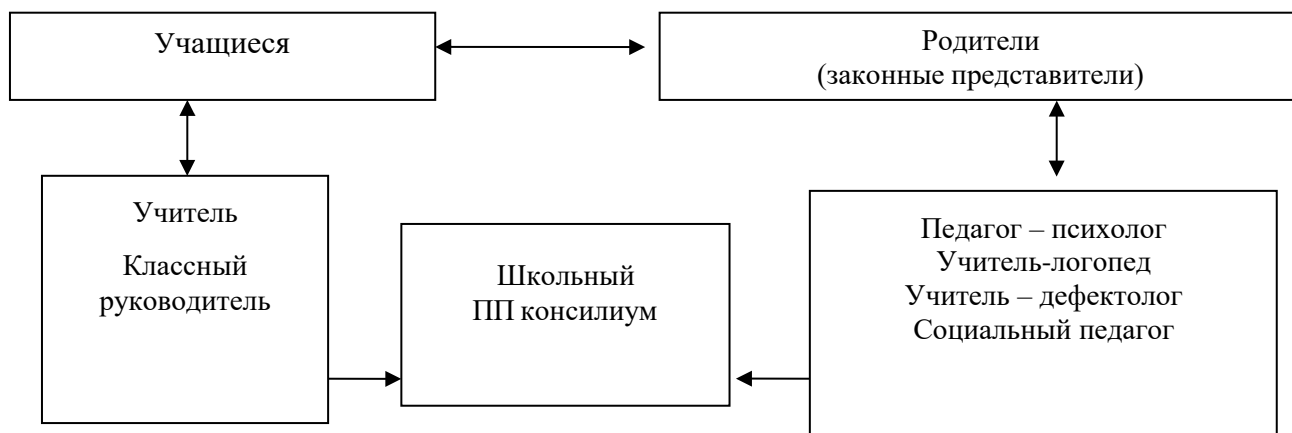 Учащиеся
Родители
(законные представители)
Учитель
Классный
руководитель
Школьный
ПП консилиум
Педагог – психолог
Учитель-логопед
Учитель – дефектолог
Социальный педагог